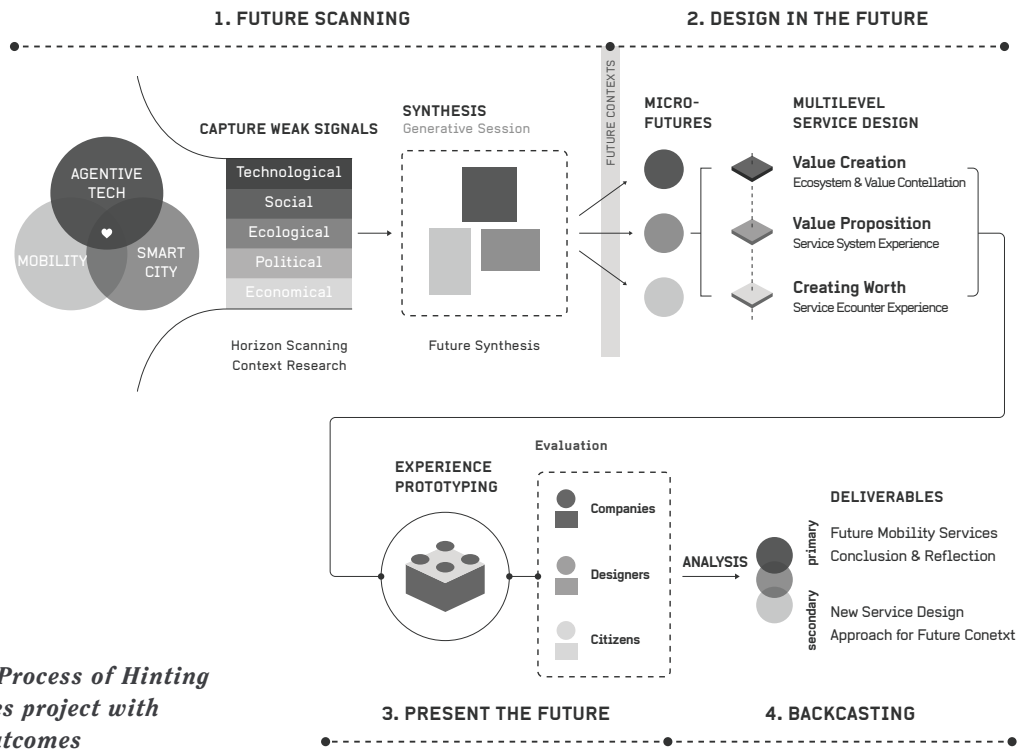 1. FUTURE SCANNING
2. DESIGN IN THE FUTURE
AGENTIVE
TECH
MOBILITY
SMART
CITY
CAPTURE WEAK SIGNALS
Technological
Social
Ecological
Political
Economical
Horizon Scanning
Context Research
SYNTHESIS
Generative Session
Future Synthesis
FUTURE CONTEXTS
MICRO-
FUTURES
MULTILEVEL
SERVICE DESIGN
Value Creation
Ecosystem & Value Contellation
Value Proposition
Service System Experience
Creating Worth
Service Ecounter Experience
EXPERIENCE
PROTOTYPING
Evaluation
Companies
Designers
Citizens
ANALYSIS
DELIVERABLES
primary
Future Mobility Services
Conclusion & Reflection
secondary
New Service Design
Approach for Future Conetxt
Process of Hinting
es project with
utcomes
3. PRESENT THE FUTURE
4. BACKCASTING